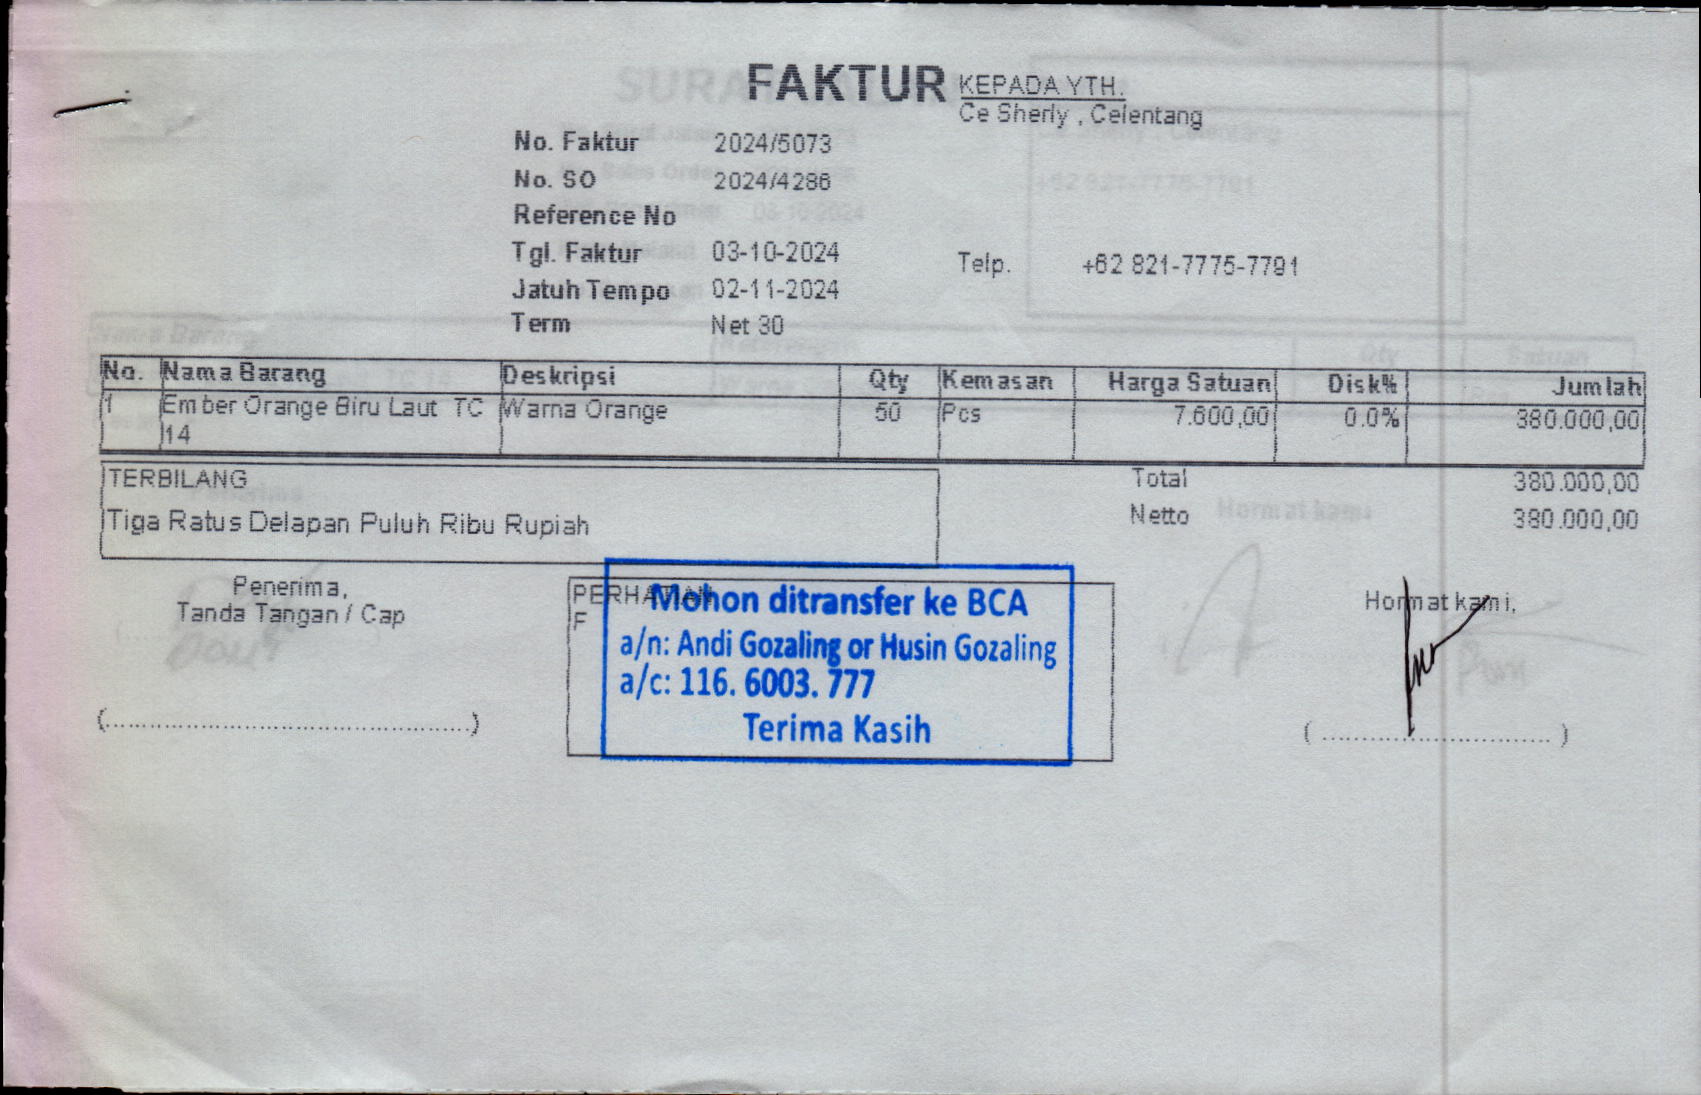 FAKTUR
KEPADA YTH.
Ce Sherly , Celentang
No. Faktur 2024/5073
No. SO 2024/4286
Reference No
Tgl. Faktur 03-10-2024
Telp. +62 821-7775-7791
Jatuh Tempo 02-11-2024
Term Net 30
No. Nama Barang Deskripsi Qty Kemasan Harga Satuan Disk% Jumlah
1 Ember Orange Biru Laut TC Warna Orange 50 Pcs 7.600,00 0.0% 380.000,00
14
TERBILANG
Tiga Ratus Delapan Puluh Ribu Rupiah
Total 380.000,00
Netto 380.000,00
Penerima,
Tanda Tangan / Cap
(................................................)
PERHATIAN
F
Mohon ditransfer ke BCA
a/n: Andi Gozaling or Husin Gozaling
a/c: 116. 6003. 777
Terima Kasih
Hormat kami,
( ............................... )